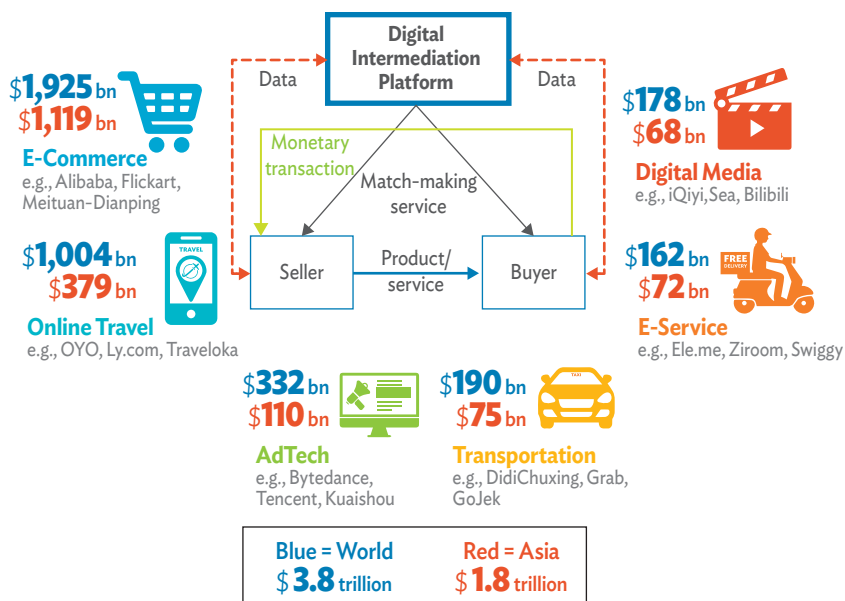 Digital
Intermediation
Platform
Data
Data
$1,925 bn
$1,119 bn
E-Commerce
e.g., Alibaba, Flickart,
Meituan-Dianping
Monetary
transaction
Match-making
service
$178 bn
$68 bn
Digital Media
e.g., iQiyi,Sea, Bilibili
$1,004 bn
$379 bn
TRAVEL
Online Travel
e.g., OYO, Ly.com, Traveloka
Seller
Product/
service
Buyer
$162 bn
$72 bn
FREE
DELIVERY
E-Service
e.g., Ele.me, Ziroom, Swiggy
$332 bn
$110 bn
AdTech
e.g., Bytedance,
Tencent, Kuaishou
$190 bn
$75 bn
TAXI
Transportation
e.g., DidiChuxing, Grab,
GoJek
Blue = World
$ 3.8 trillion
Red = Asia
$ 1.8 trillion